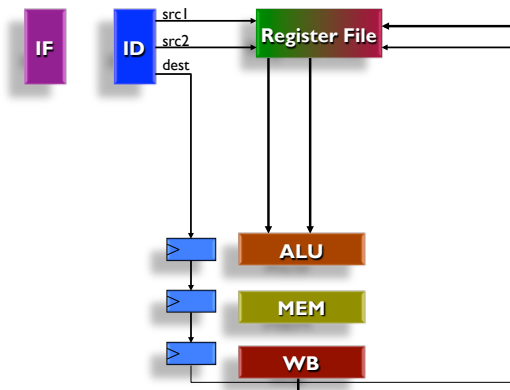 IF
ID
src1
src2
dest
Register File
ALU
MEM
WB